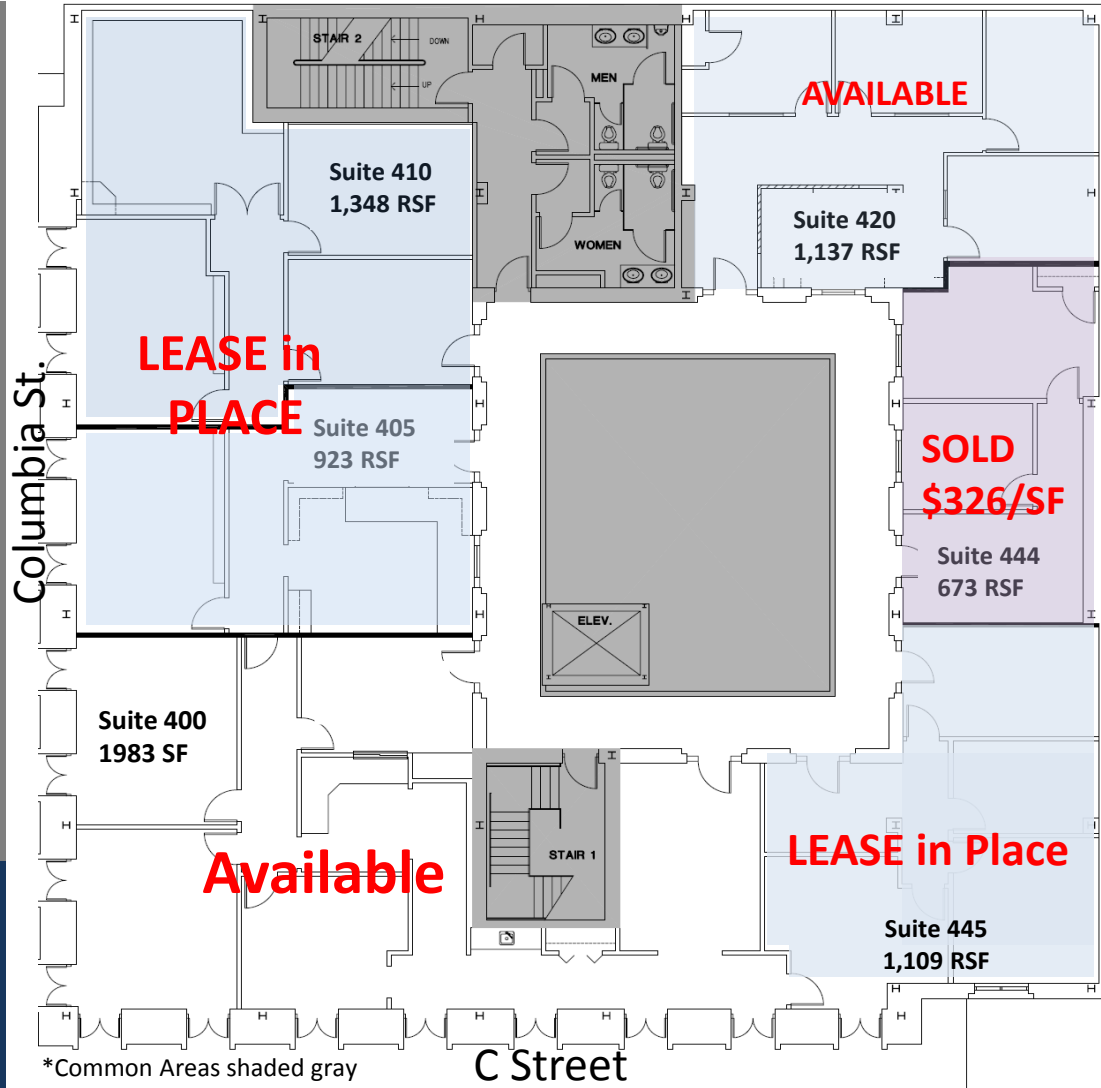 STAIR 2
DOWN
UP
MEN
WOMEN
AVAILABLE
Suite 410
1,348 RSF
Suite 420
1,137 RSF
LEASE in
PLACE
Suite 405
923 RSF
SOLD
$326/SF
Suite 444
673 RSF
Columbia St.
ELEV.
Suite 400
1983 SF
STAIR 1
Available
LEASE in Place
Suite 445
1,109 RSF
*Common Areas shaded gray
C Street